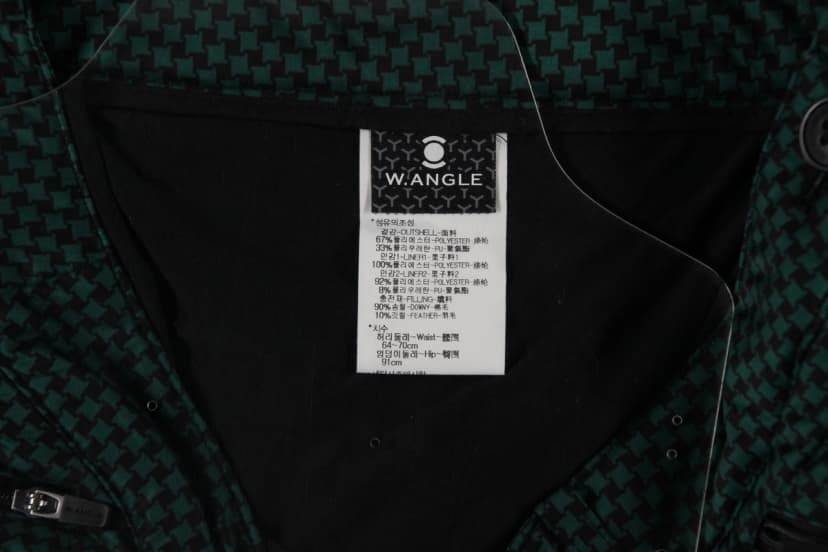 W.ANGLE
*섬유의조성
겉감-OUTSHELL-面料
67%폴리에스터-POLYESTER-涤纶
33%폴리우레탄-PU-聚氨酯
안감1-LINER1-里子料1
100%폴리에스터-POLYESTER-涤纶
안감2-LINER2-里子料2
92%폴리에스터-POLYESTER-涤纶
8%폴리우레탄-PU-聚氨酯
충전재-FILLING-填料
90%솜털-DOWNY-棉毛
10%깃털-FEATHER-羽毛
*치수
허리둘레-Waist-腰围
64~70cm
엉덩이둘레-Hip-臀围
91cm
W.ANGLE